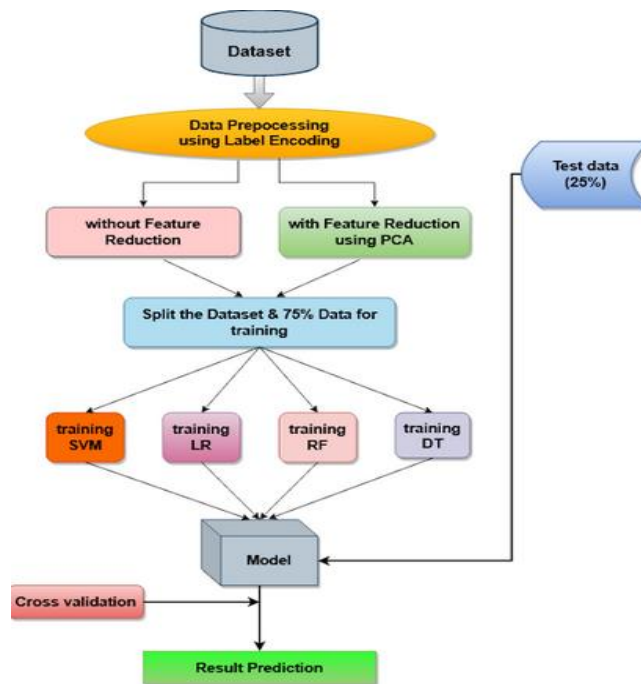 Dataset
Data Prepocessing
using Label Encoding
Test data
(25%)
without Feature
Reduction
with Feature Reduction
using PCA
Split the Dataset & 75% Data for
training
training
SVM
training
LR
training
RF
training
DT
Model
Cross validation
Result Prediction